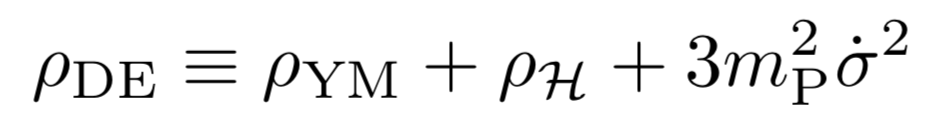 ρ_DE ≡ ρ_YM + ρ_ℋ + 3m_P^2 σ̇^2